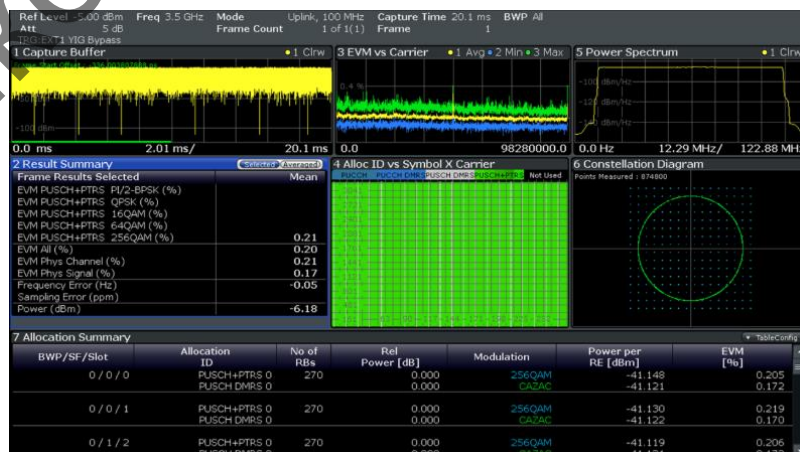 Ref Level -5.00 dBm Freq 3.5 GHz Mode Uplink, 100 MHz Capture Time 20.1 ms BWP All
Att 5 dB Frame Count 1 of 1(1) Frame 1
TRG:EXT1 YIG Bypass
1 Capture Buffer 1 Clrw
-100 dBm
0.0 ms 2.01 ms/ 20.1 ms
3 EVM vs Carrier 1 Avg 2 Min 3 Max
0.4 %
0.0 98280000.0
5 Power Spectrum 1 Clrw
-100 dBm/Hz
-120 dBm/Hz
0.0 Hz 12.29 MHz/ 122.88 MHz
2 Result Summary Selected Averaged
Frame Results Selected Mean
EVM PUSCH+PTRS PI/2-BPSK (%)
EVM PUSCH+PTRS QPSK (%)
EVM PUSCH+PTRS 16QAM (%)
EVM PUSCH+PTRS 64QAM (%)
EVM PUSCH+PTRS 256QAM (%) 0.21
EVM All (%) 0.20
EVM Phys Channel (%) 0.21
EVM Phys Signal (%) 0.17
Frequency Error (Hz) -0.05
Sampling Error (ppm)
Power (dBm) -6.18
4 Alloc ID vs Symbol X Carrier
PUCCH PUCCH DMRS PUSCH DMRS PUSCH+PTRS Not Used
6 Constellation Diagram
Points Measured : 874800
7 Allocation Summary TableConfig
BWP/SF/Slot Allocation ID No of RBs Rel Power [dB] Modulation Power per RE [dBm] EVM [%]
0/0/0 PUSCH+PTRS 0 270 0.000 256QAM -41.148 0.205
PUSCH DMRS 0 0.000 CAZAC -41.121 0.172
0/0/1 PUSCH+PTRS 0 270 0.000 256QAM -41.130 0.219
PUSCH DMRS 0 0.000 CAZAC -41.122 0.170
0/1/2 PUSCH+PTRS 0 270 0.000 256QAM -41.119 0.206